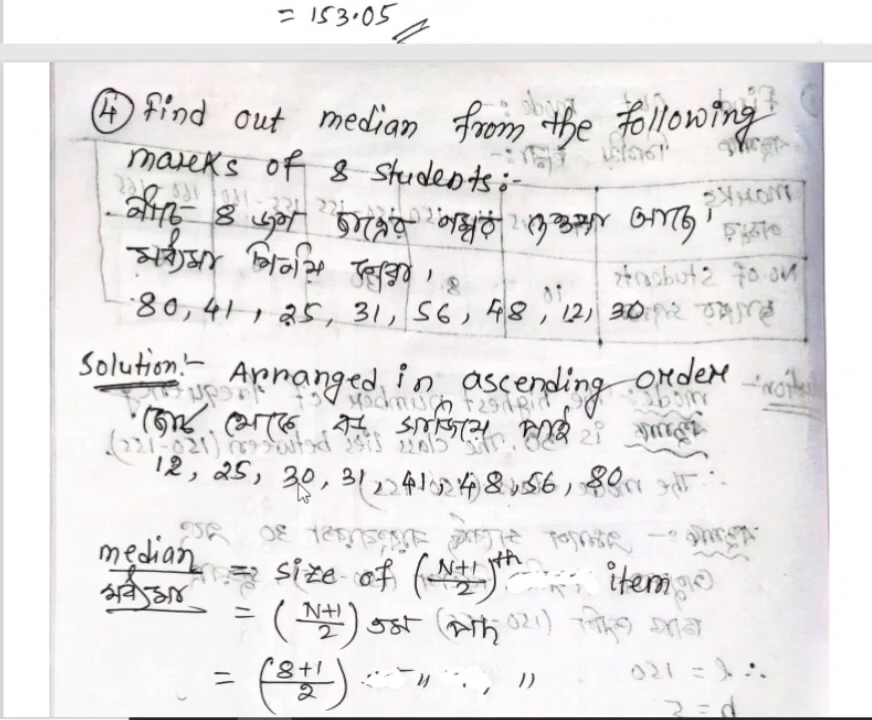 = 153.05
④ Find out median from the following
mareks of 8 students:-
নীচে 8 জন ছাত্রের নম্বর দেওয়া আছে।
মধ্যমা নির্ণয় করো।
80, 41, 25, 31, 56, 48, 12, 30
Solution:- Arranged in ascending ordere
ছোট থেকে বড় সাজিয়ে পাই
12, 25, 30, 31, 41, 48, 56, 80
median = size of (N+1/2)th item
মধ্যমা
= (N+1/2) তম পদ
= (8+1/2) " "